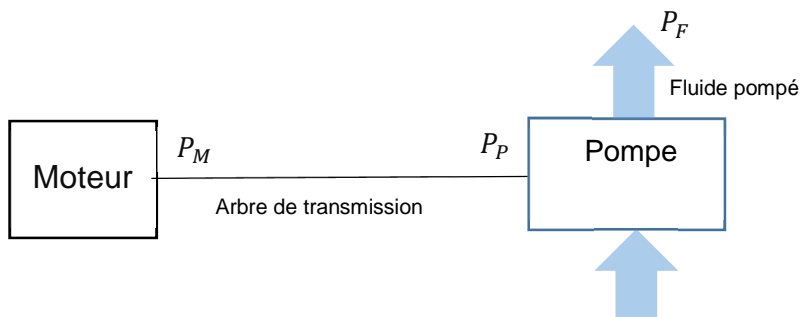 P_F
Fluide pompé
P_M
P_P
Pompe
Moteur
Arbre de transmission